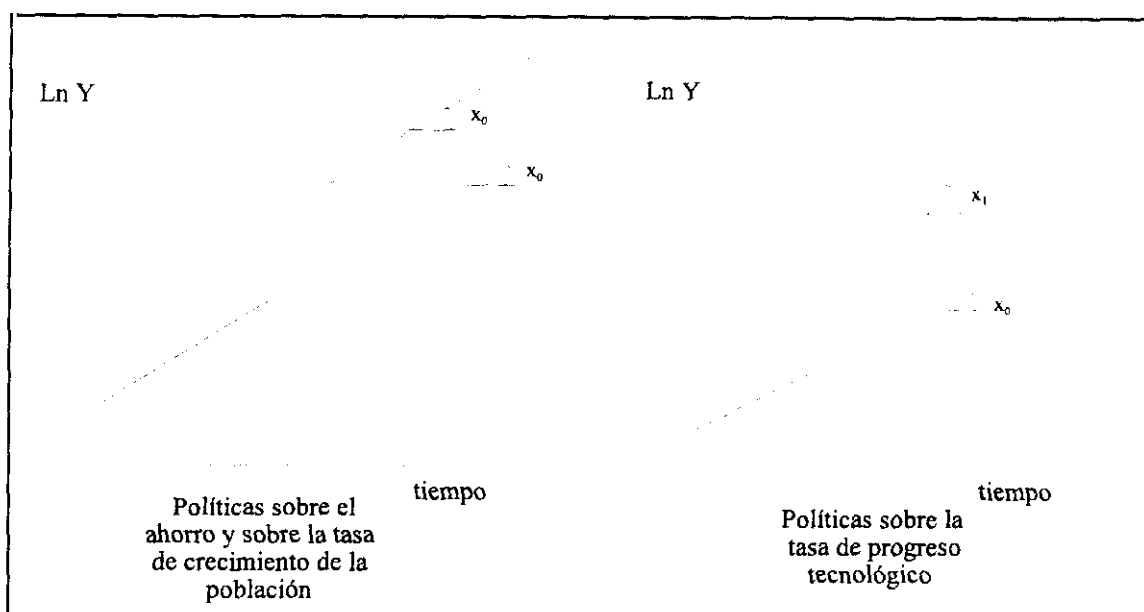 Ln Y
x₀
x₀
tiempo
Políticas sobre el
ahorro y sobre la tasa
de crecimiento de la
población
Ln Y
x₁
x₀
tiempo
Políticas sobre la
tasa de progreso
tecnológico